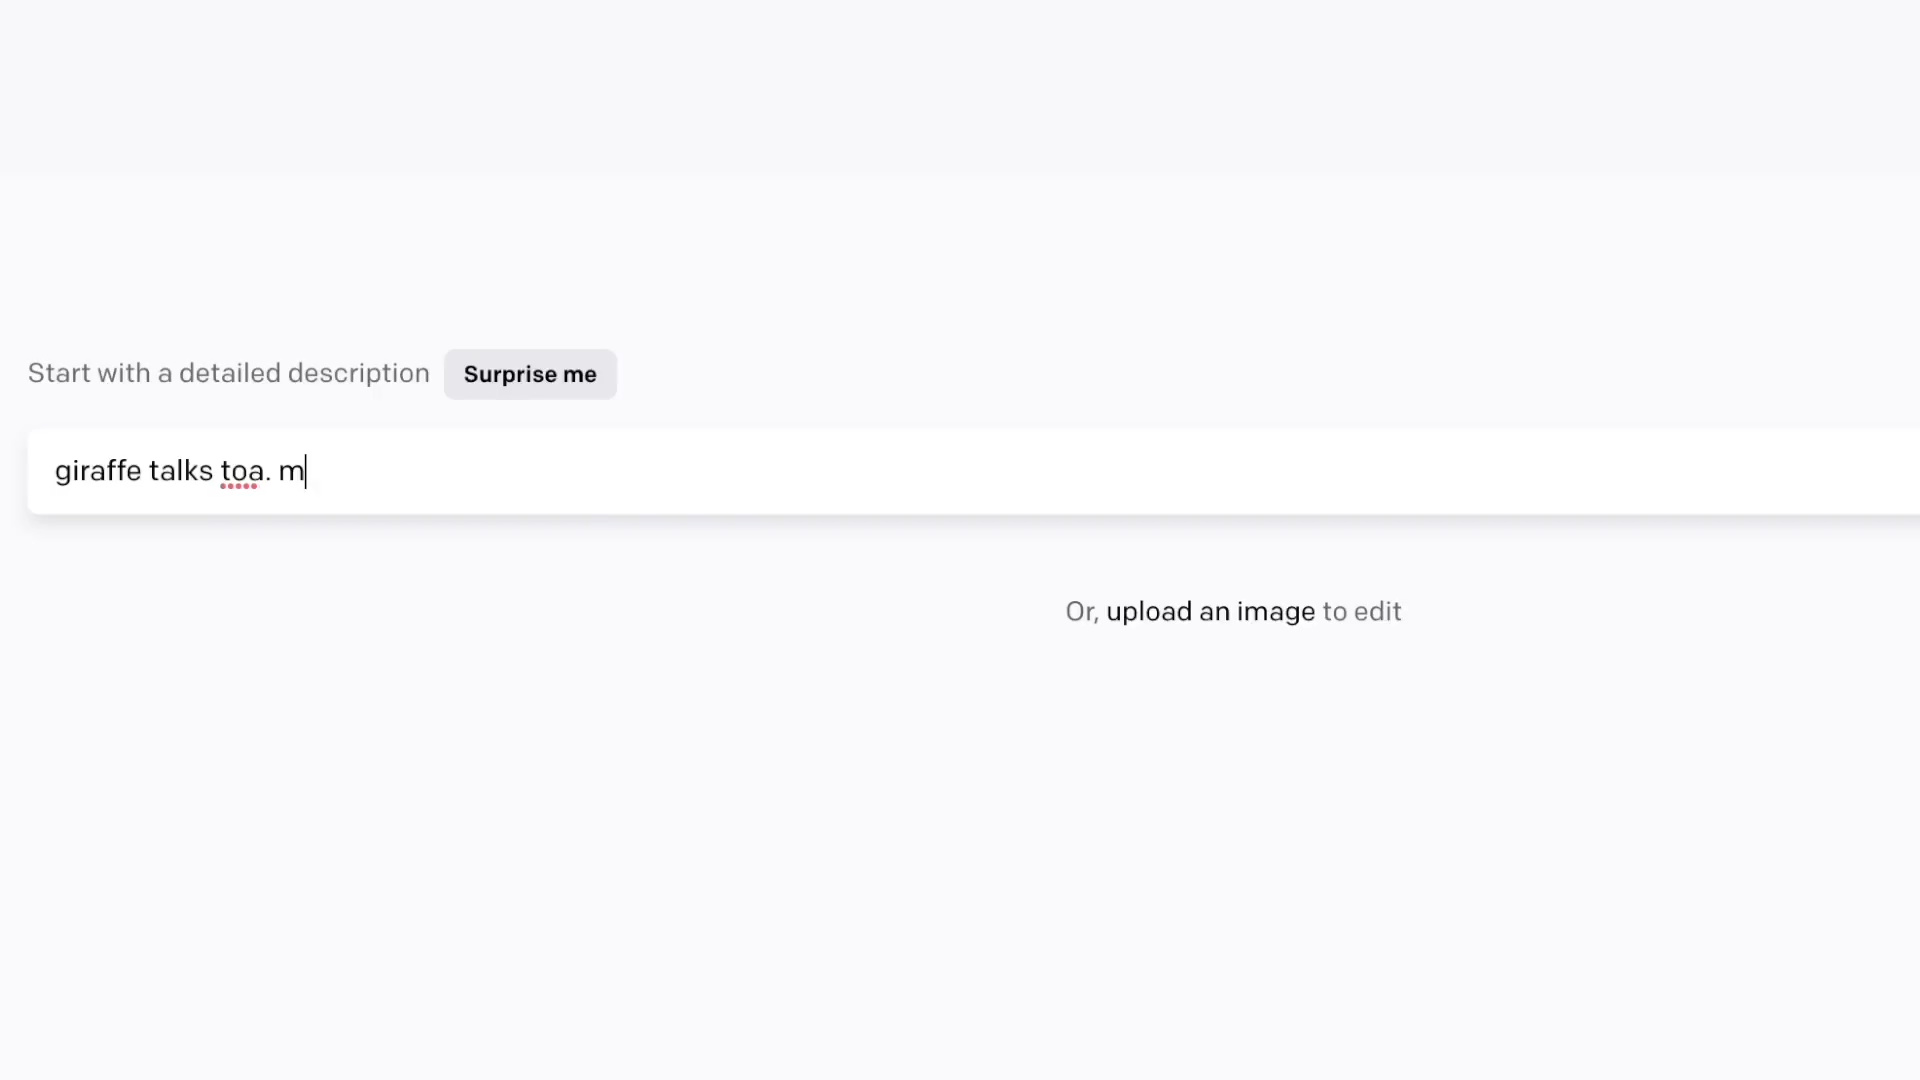 Start with a detailed description Surprise me
giraffe talks toa. m
Or, upload an image to edit